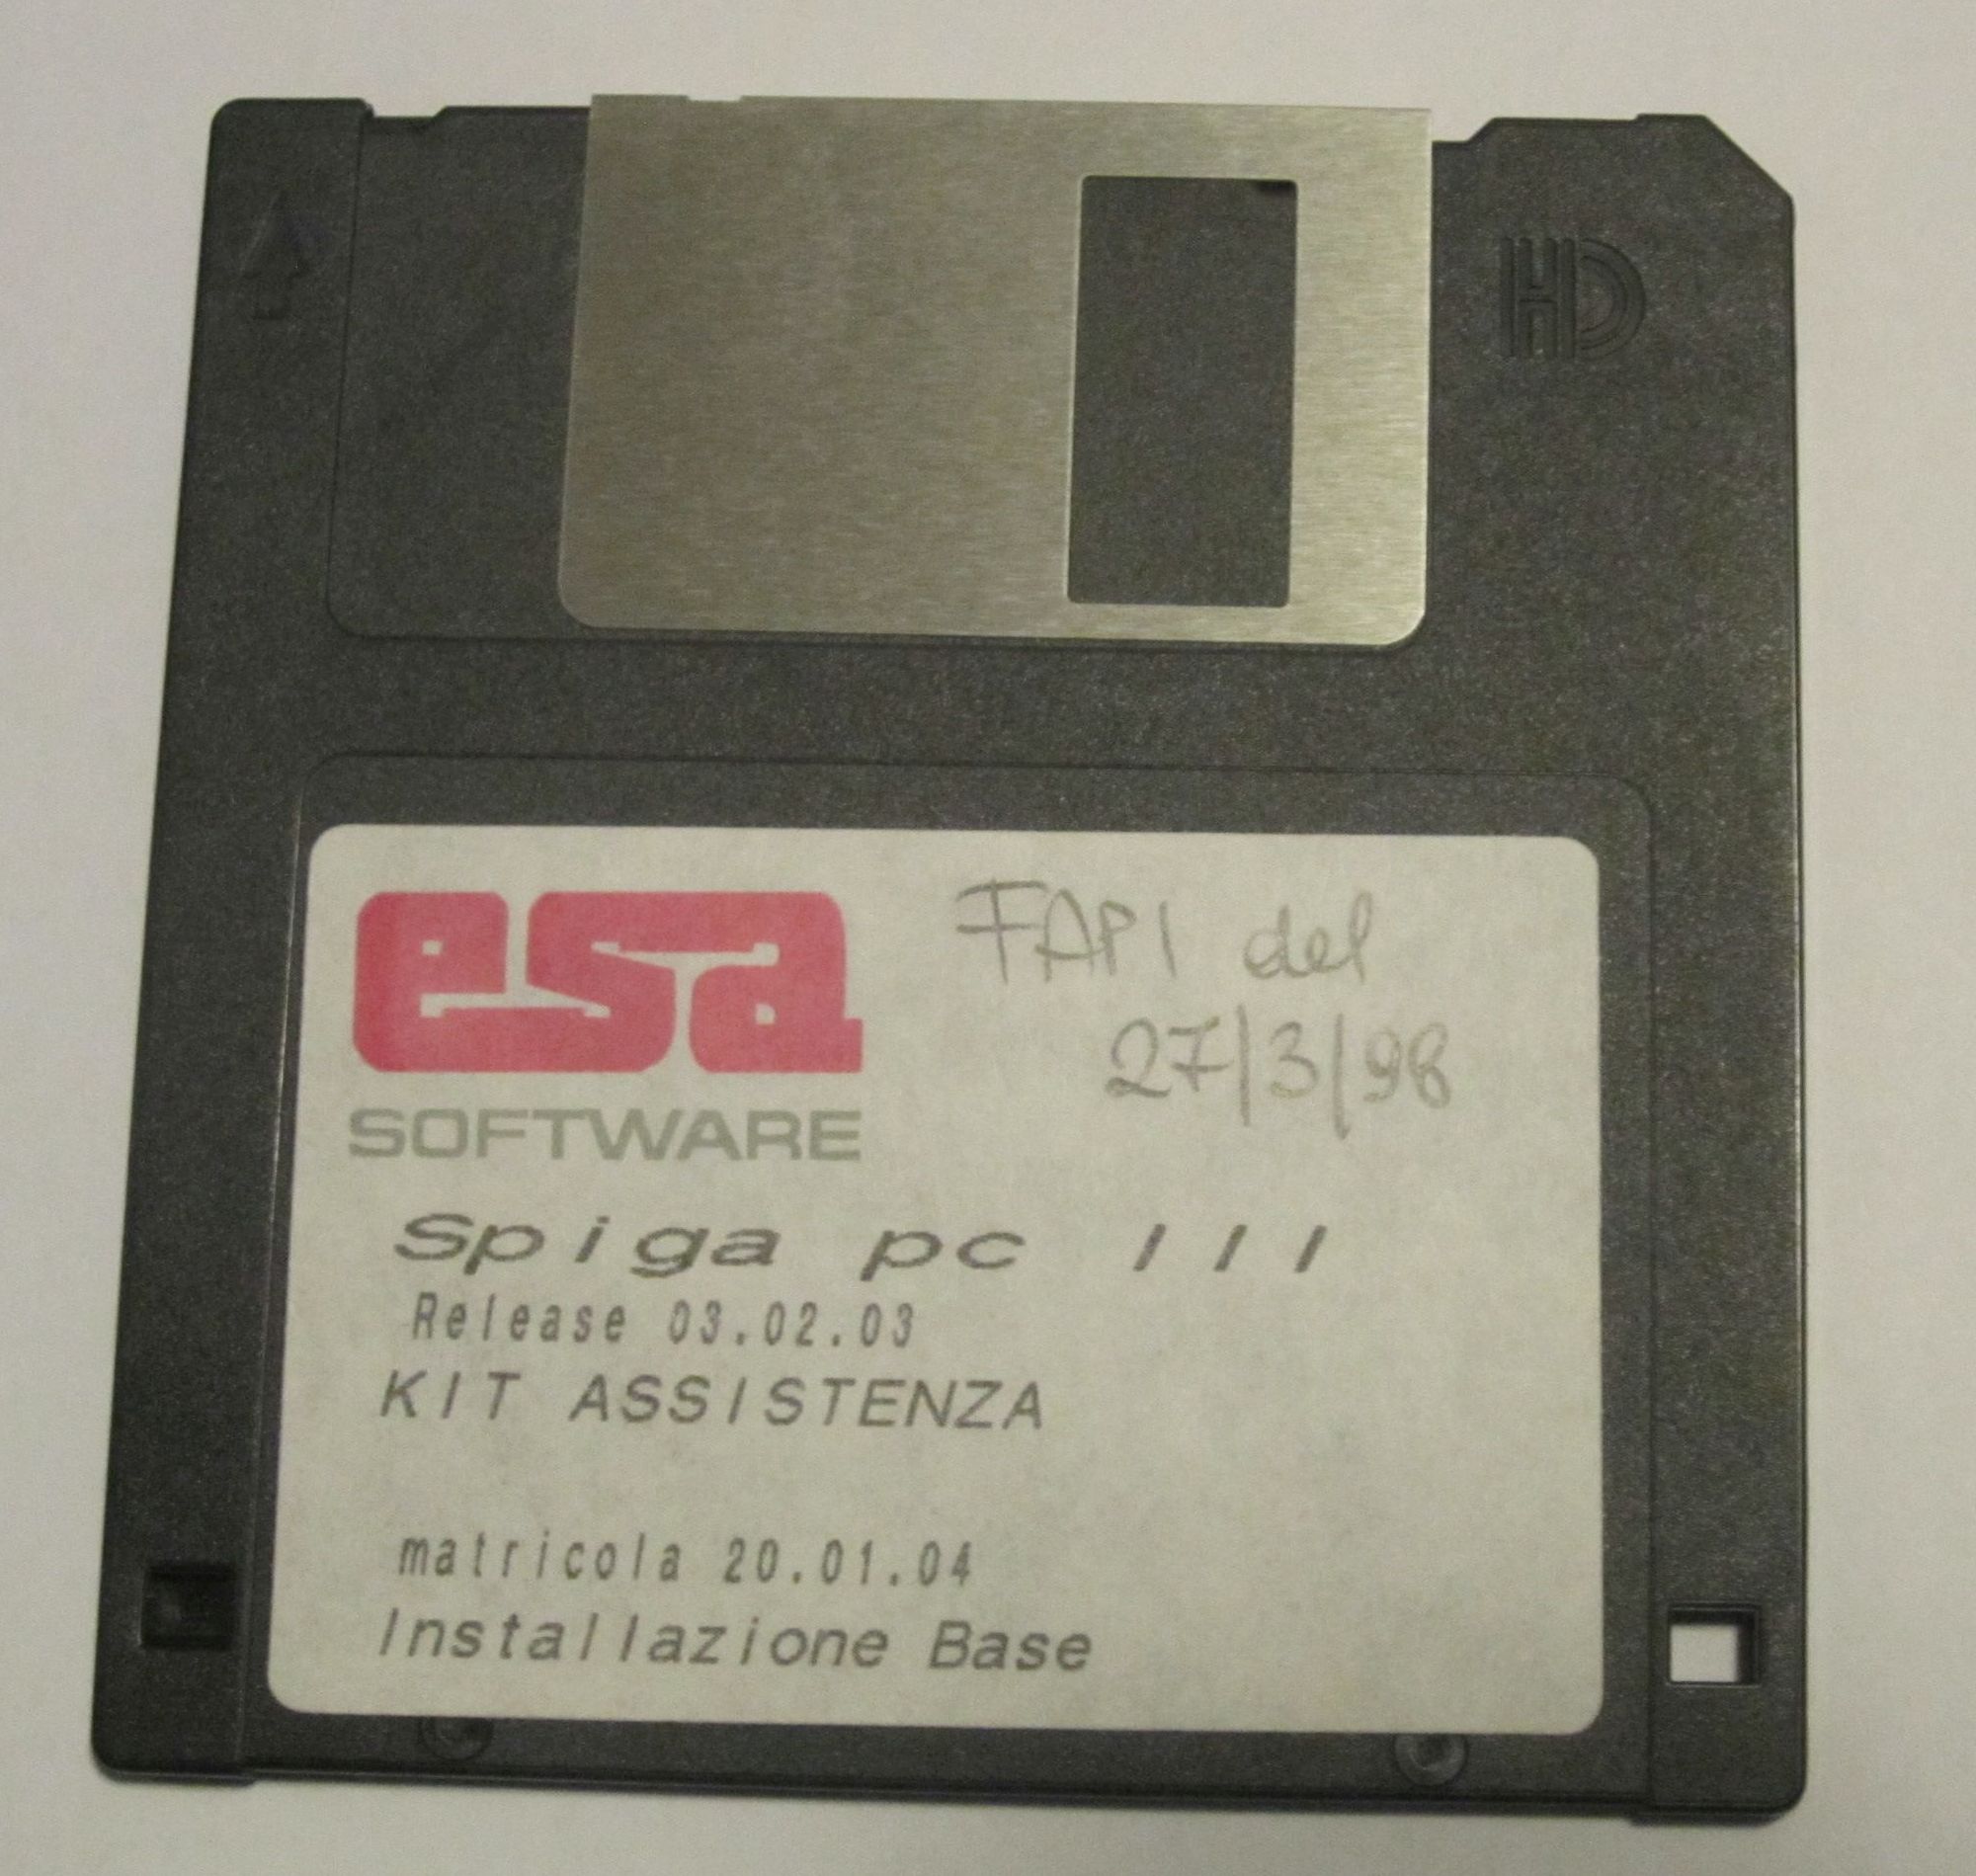 HD
esa
SOFTWARE
FAPI del
27/3/98
Spiga pc III
Release 03.02.03
KIT ASSISTENZA
matricola 20.01.04
Installazione Base